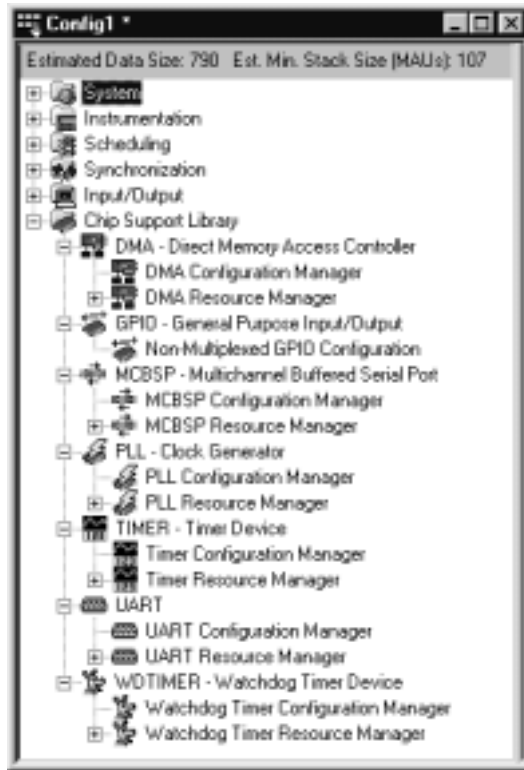 Config1 *
Estimated Data Size: 790 Est. Min. Stack Size (MAUs): 107
System
Instrumentation
Scheduling
Synchronization
Input/Output
Chip Support Library
DMA - Direct Memory Access Controller
DMA Configuration Manager
DMA Resource Manager
GPIO - General Purpose Input/Output
Non-Multiplexed GPIO Configuration
MCBSP - Multichannel Buffered Serial Port
MCBSP Configuration Manager
MCBSP Resource Manager
PLL - Clock Generator
PLL Configuration Manager
PLL Resource Manager
TIMER - Timer Device
Timer Configuration Manager
Timer Resource Manager
UART
UART Configuration Manager
UART Resource Manager
WDTIMER - Watchdog Timer Device
Watchdog Timer Configuration Manager
Watchdog Timer Resource Manager